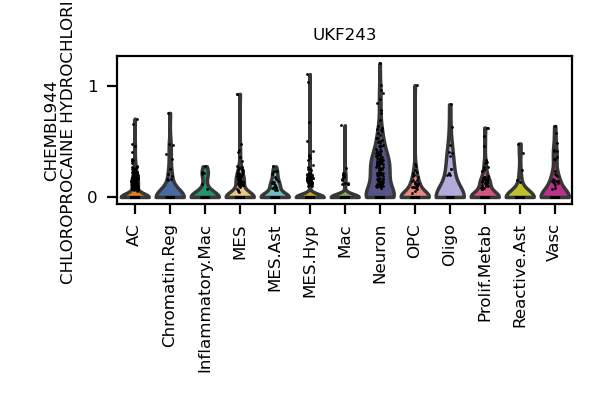 UKF243
CHEMBL944
CHLOROPROCAINE HYDROCHLORI
1
0
AC
Chromatin.Reg
Inflammatory.Mac
MES
MES.Ast
MES.Hyp
Mac
Neuron
OPC
Oligo
Prolif.Metab
Reactive.Ast
Vasc